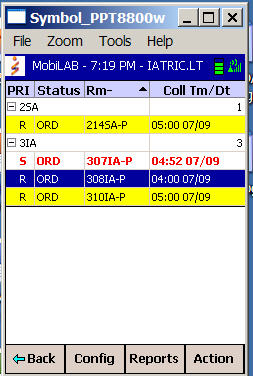 Symbol_PPT8800w
File Zoom Tools Help
MobiLAB - 7:19 PM - IATRIC.LT
PRI Status Rm- Coll Tm/Dt
2SA 1
R ORD 214SA-P 05:00 07/09
3IA 3
S ORD 307IA-P 04:52 07/09
R ORD 308IA-P 04:00 07/09
R ORD 310IA-P 05:00 07/09
Back Config Reports Action